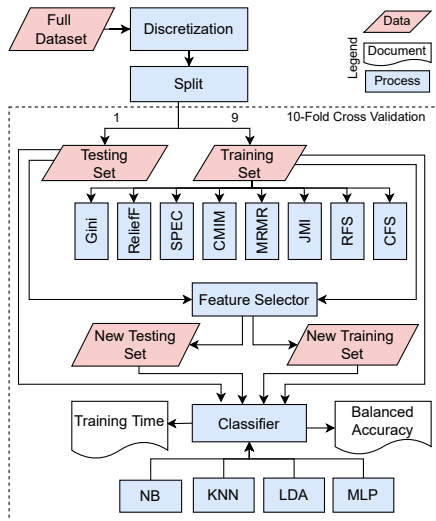 Full
Dataset
Discretization
Split
Legend
Data
Document
Process
1
9
10-Fold Cross Validation
Testing
Set
Training
Set
Gini
ReliefF
SPEC
CMIM
MRMR
JMI
RFS
CFS
Feature Selector
New Testing
Set
New Training
Set
Training Time
Classifier
Balanced
Accuracy
NB
KNN
LDA
MLP